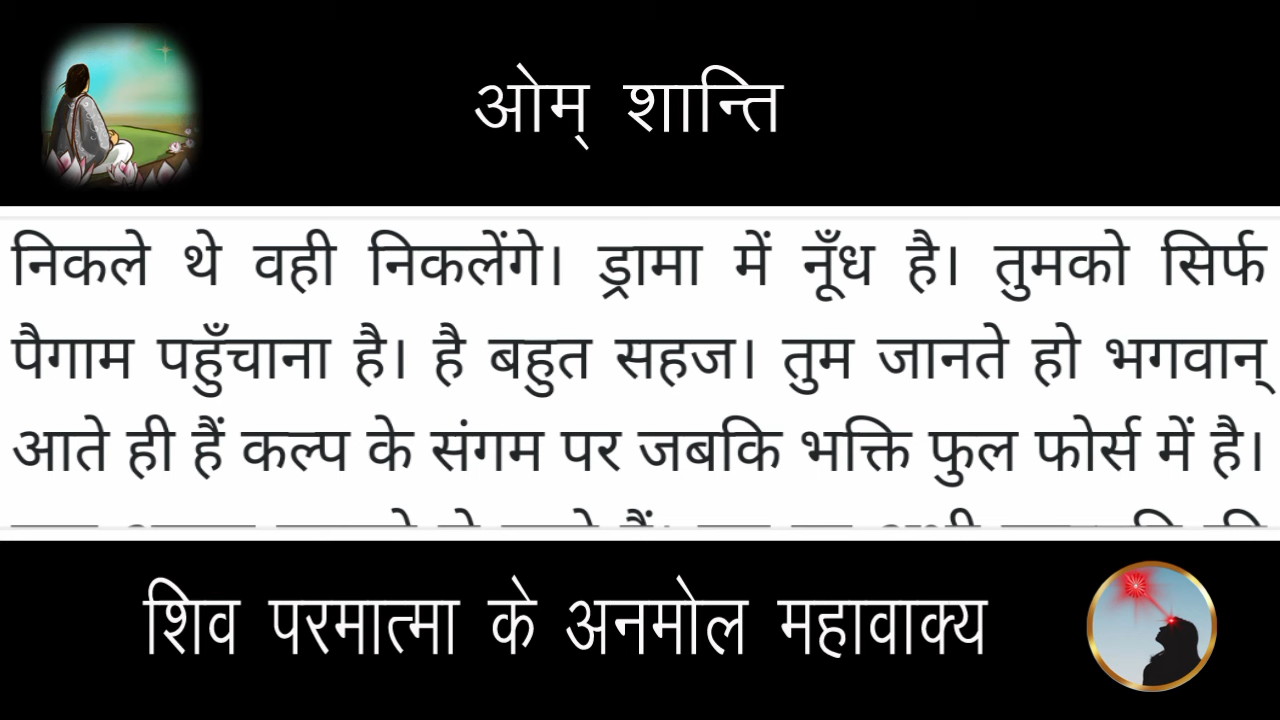 ओम् शान्ति
निकले थे वही निकलेंगे। ड्रामा में नूँध है। तुमको सिर्फ
पैगाम पहुँचाना है। है बहुत सहज। तुम जानते हो भगवान्
आते ही हैं कल्प के संगम पर जबकि भक्ति फुल फोर्स में है।
शिव परमात्मा के अनमोल महावाक्य